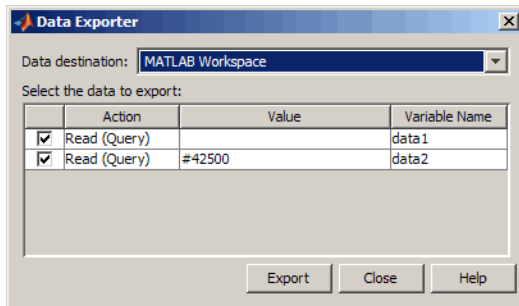 Data Exporter
Data destination: MATLAB Workspace
Select the data to export:
Action Value Variable Name
Read (Query) data1
Read (Query) #42500 data2
Export Close Help